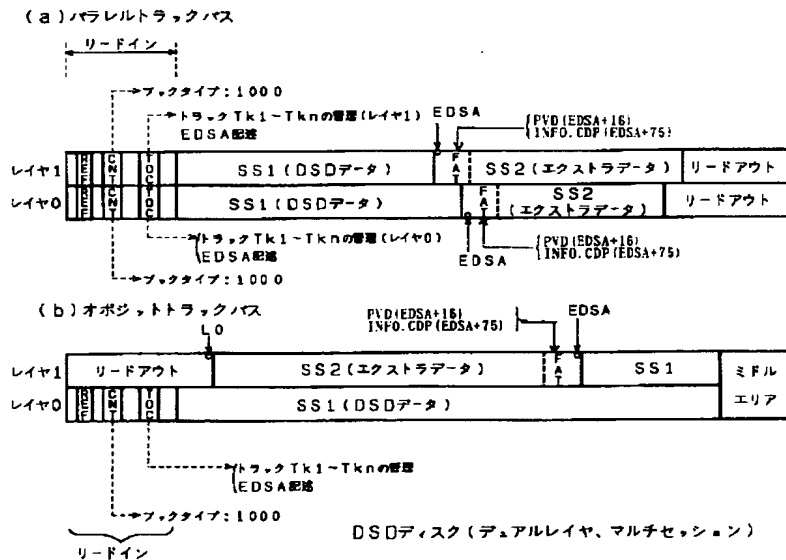 (a)パラレルトラックパス
リードイン
ブックタイプ:1000
トラックTk1~Tknの管理(レイヤ1)
EDSA記述
EDSA
PVD(EDSA+16)
INFO.CDP(EDSA+75)
レイヤ1
REF
CNT
TOC
SS1(DSDデータ)
FAT
SS2(エクストラデータ)
リードアウト
レイヤ0
REF
CNT
TOC
SS1(DSDデータ)
FAT
SS2
(エクストラデータ)
リードアウト
トラックTk1~Tknの管理(レイヤ0)
EDSA記述
EDSA
PVD(EDSA+16)
INFO.CDP(EDSA+75)
ブックタイプ:1000
(b)オポジットトラックパス
LO
PVD(EDSA+16)
INFO.CDP(EDSA+75)
EDSA
レイヤ1
リードアウト
SS2(エクストラデータ)
FAT
SS1
ミドル
エリア
レイヤ0
REF
CNT
TOC
SS1(DSDデータ)
トラックTk1~Tknの管理
EDSA記述
ブックタイプ:1000
リードイン
DSDディスク(デュアルレイヤ、マルチセッション)